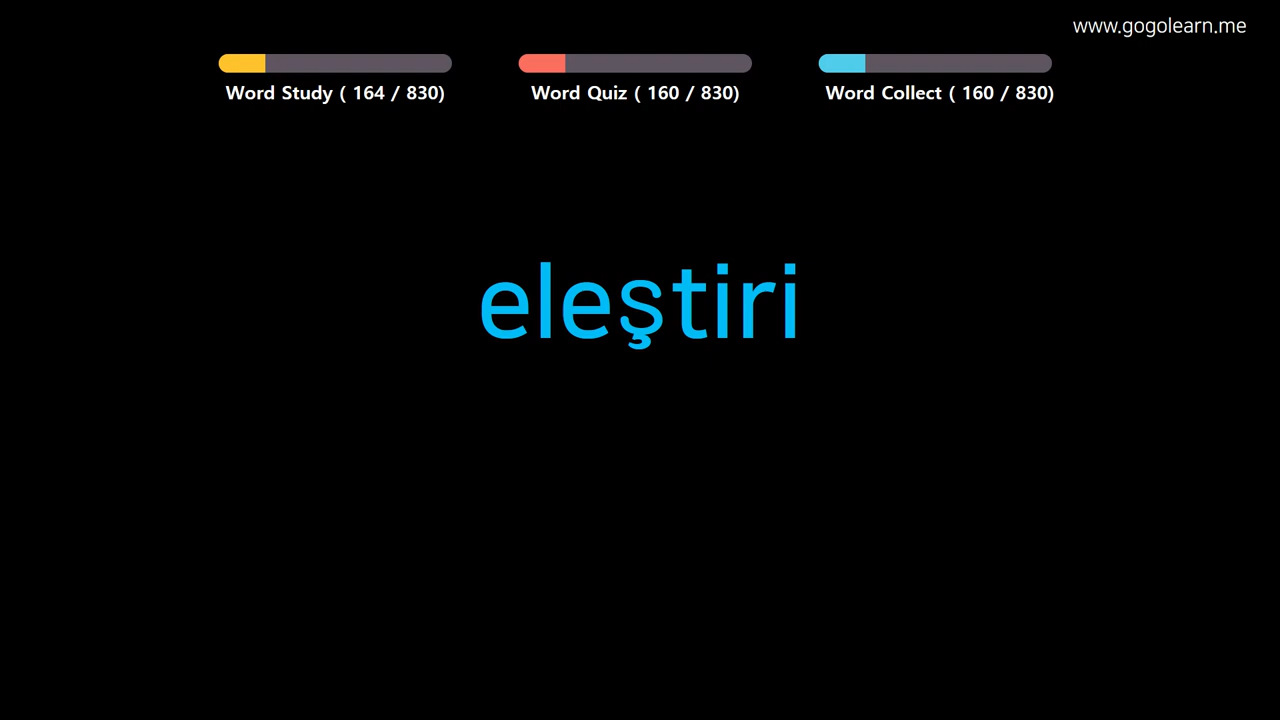 www.gogolearn.me
Word Study ( 164 / 830)
Word Quiz ( 160 / 830)
Word Collect ( 160 / 830)
eleştiri